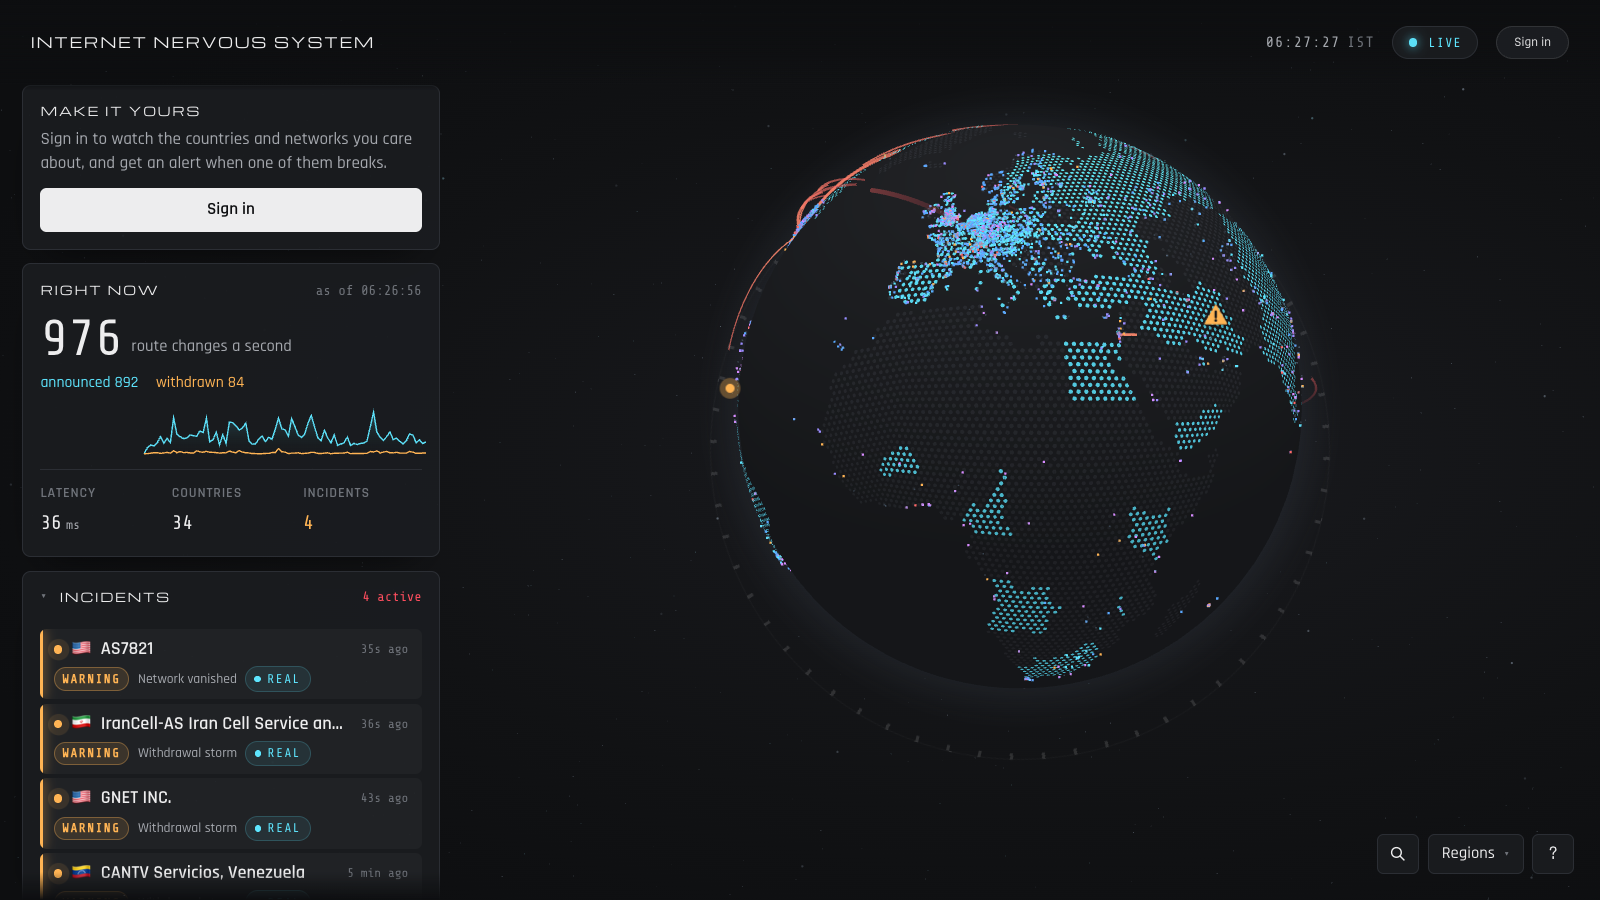 INTERNET NERVOUS SYSTEM
06:27:27 IST
LIVE
Sign in
MAKE IT YOURS
Sign in to watch the countries and networks you care
about, and get an alert when one of them breaks.
Sign in
RIGHT NOW
as of 06:26:56
976 route changes a second
announced 892 withdrawn 84
LATENCY COUNTRIES INCIDENTS
36 ms 34 4
INCIDENTS
4 active
AS7821
35s ago
WARNING Network vanished REAL
IranCell-AS Iran Cell Service an...
36s ago
WARNING Withdrawal storm REAL
GNET INC.
43s ago
WARNING Withdrawal storm REAL
CANTV Servicios, Venezuela
5 min ago
Regions
?